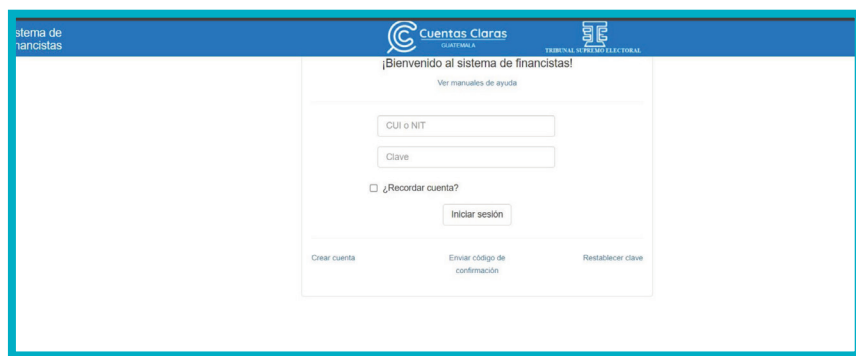 stema de
nancistas
Cuentas Claras
GUATEMALA
TRIBUNAL SUPREMO ELECTORAL
¡Bienvenido al sistema de financistas!
Ver manuales de ayuda
CUI o NIT
Clave
¿Recordar cuenta?
Iniciar sesión
Crear cuenta
Enviar código de
confirmación
Restablecer clave